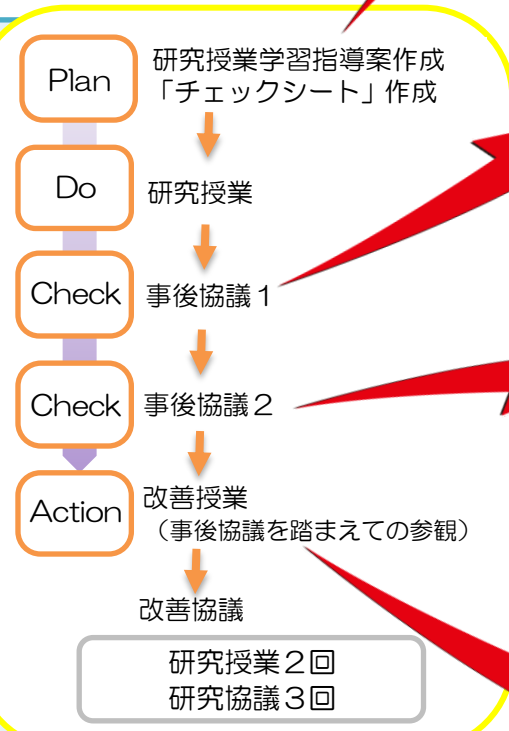 Plan
研究授業学習指導案作成
「チェックシート」作成
Do
研究授業
Check
事後協議1
Check
事後協議2
Action
改善授業
（事後協議を踏まえての参観）
改善協議
研究授業2回
研究協議3回